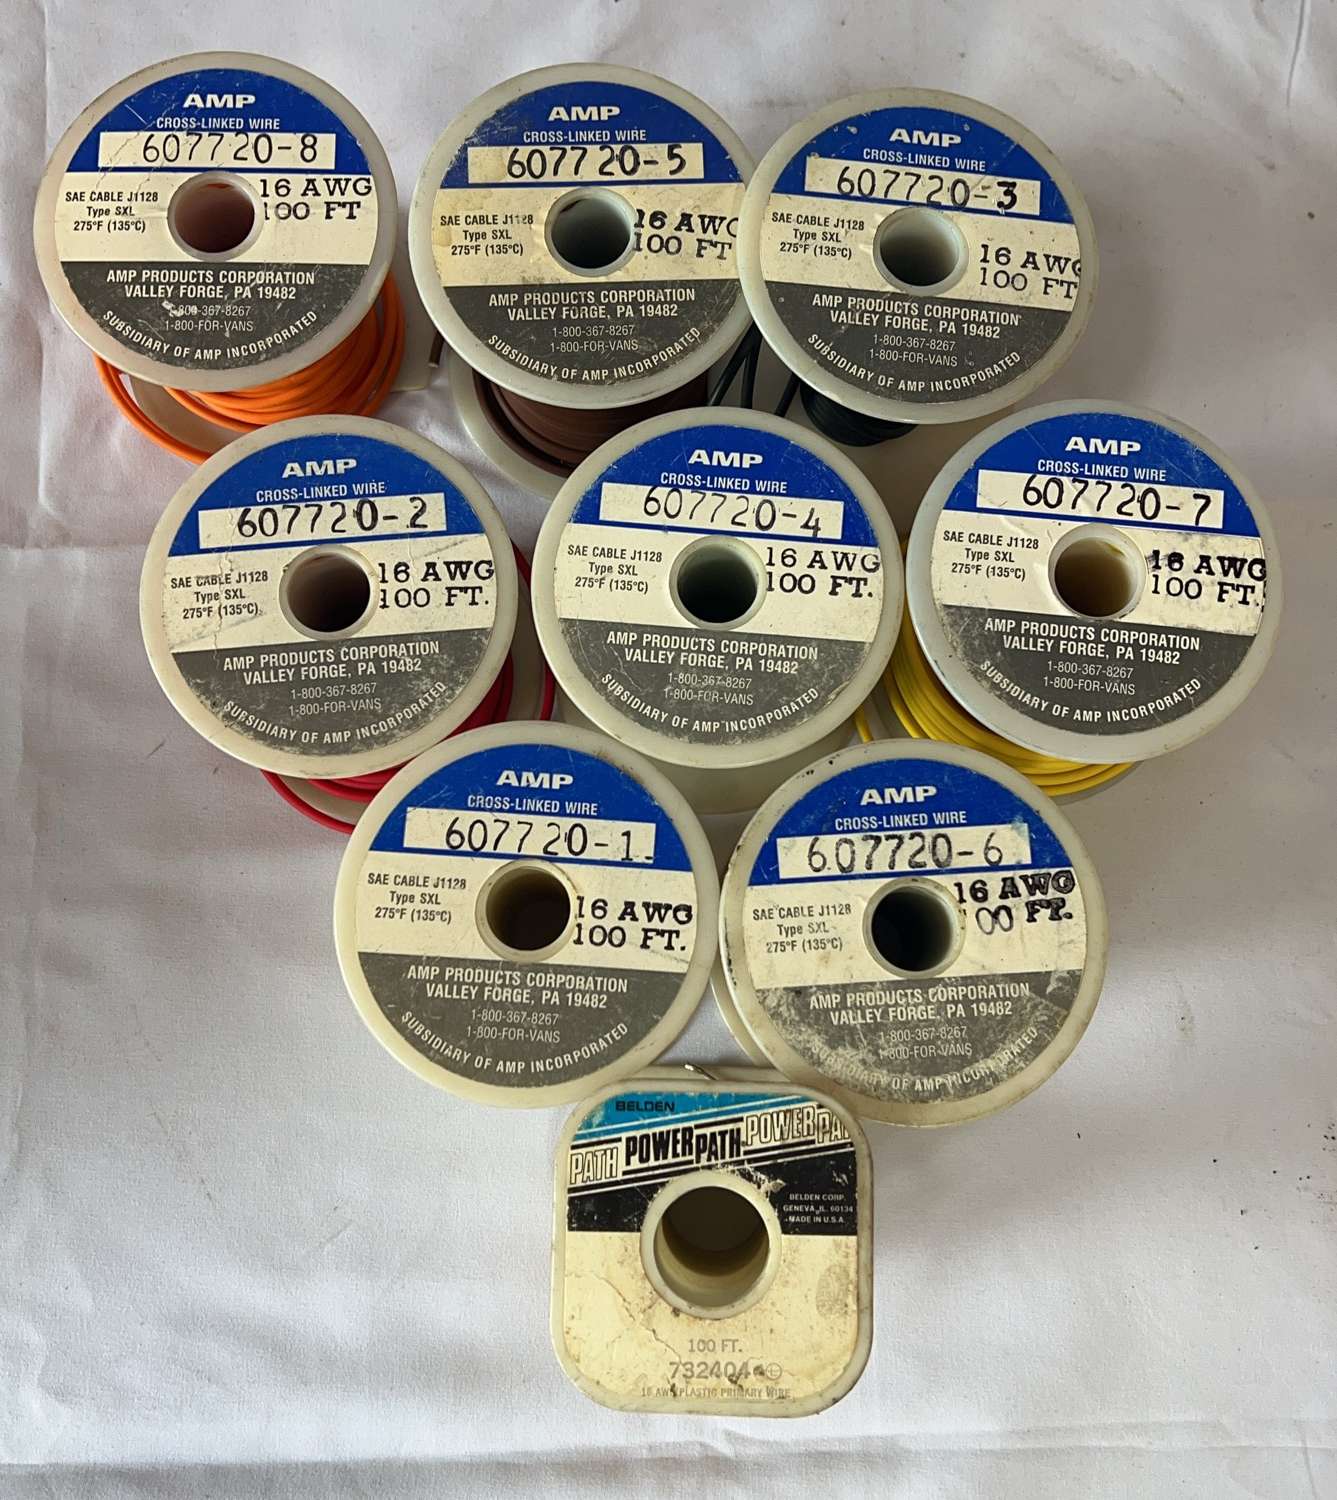 AMP
CROSS-LINKED WIRE
607720-8
SAE CABLE J1128
Type SXL
275°F (135°C)
16 AWG
100 FT
AMP PRODUCTS CORPORATION
VALLEY FORGE, PA 19482
1-800-367-8267
1-800-FOR-VANS
SUBSIDIARY OF AMP INCORPORATED
AMP
CROSS-LINKED WIRE
607720-5
SAE CABLE J1128
Type SXL
275°F (135°C)
16 AWG
100 FT
AMP PRODUCTS CORPORATION
VALLEY FORGE, PA 19482
1-800-367-8267
1-800-FOR-VANS
SUBSIDIARY OF AMP INCORPORATED
AMP
CROSS-LINKED WIRE
607720-3
SAE CABLE J1128
Type SXL
275°F (135°C)
16 AWG
100 FT
AMP PRODUCTS CORPORATION
VALLEY FORGE, PA 19482
1-800-367-8267
1-800-FOR-VANS
SUBSIDIARY OF AMP INCORPORATED
AMP
CROSS-LINKED WIRE
607720-2
SAE CABLE J1128
Type SXL
275°F (135°C)
16 AWG
100 FT.
AMP PRODUCTS CORPORATION
VALLEY FORGE, PA 19482
1-800-367-8267
1-800-FOR-VANS
SUBSIDIARY OF AMP INCORPORATED
AMP
CROSS-LINKED WIRE
607720-4
SAE CABLE J1128
Type SXL
275°F (135°C)
16 AWG
100 FT.
AMP PRODUCTS CORPORATION
VALLEY FORGE, PA 19482
1-800-367-8267
1-800-FOR-VANS
SUBSIDIARY OF AMP INCORPORATED
AMP
CROSS-LINKED WIRE
607720-7
SAE CABLE J1128
Type SXL
275°F (135°C)
16 AWG
100 FT.
AMP PRODUCTS CORPORATION
VALLEY FORGE, PA 19482
1-800-367-8267
1-800-FOR-VANS
SUBSIDIARY OF AMP INCORPORATED
AMP
CROSS-LINKED WIRE
607720-1
SAE CABLE J1128
Type SXL
275°F (135°C)
16 AWG
100 FT.
AMP PRODUCTS CORPORATION
VALLEY FORGE, PA 19482
1-800-367-8267
1-800-FOR-VANS
SUBSIDIARY OF AMP INCORPORATED
AMP
CROSS-LINKED WIRE
607720-6
SAE CABLE J1128
Type SXL
275°F (135°C)
16 AWG
00 FT.
AMP PRODUCTS CORPORATION
VALLEY FORGE, PA 19482
1-800-367-8267
1-800-FOR-VANS
SUBSIDIARY OF AMP INCORPORATED
BELDEN
PATH POWERPATH POWERPA
BELDEN CORP.
GENEVA, IL. 60134
MADE IN U.S.A.
100 FT.
732404
PLASTIC PRIMARY WIRE